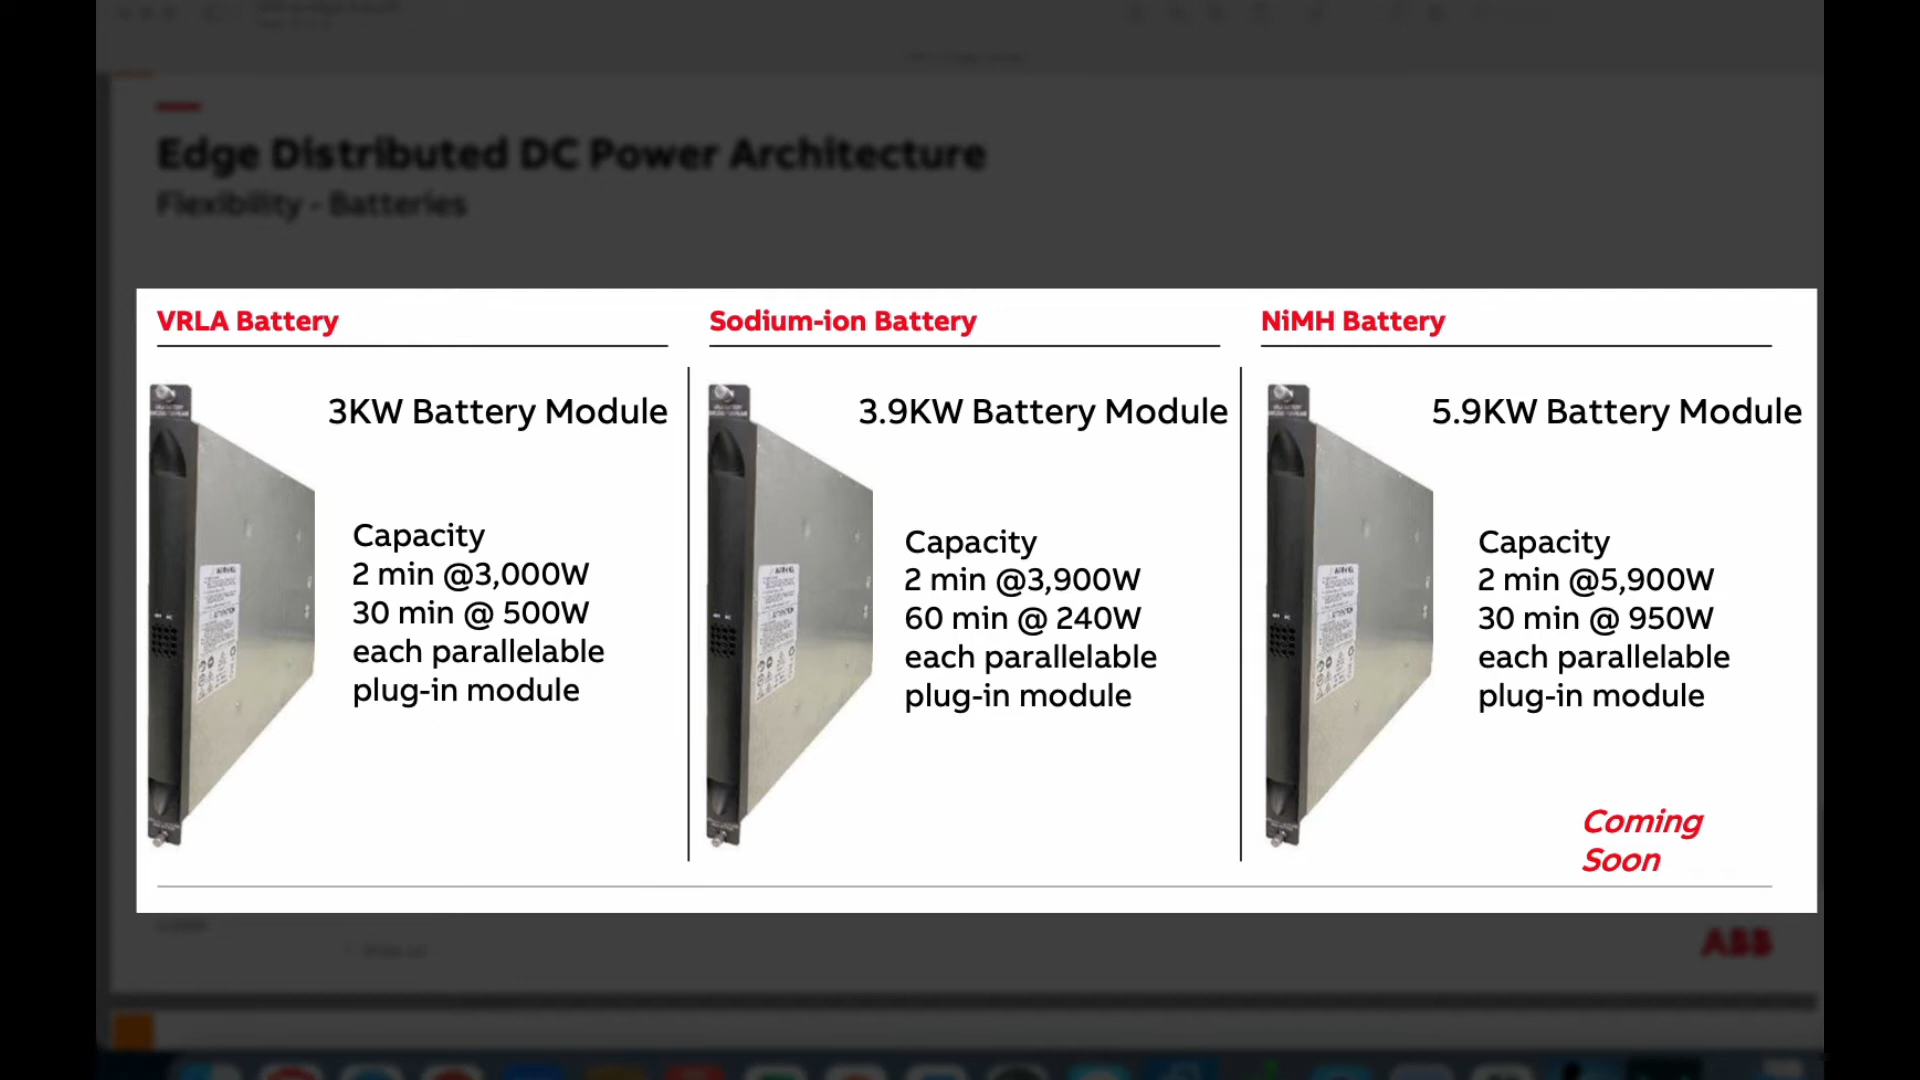 Edge Distributed DC Power Architecture
Flexibility - Batteries
VRLA Battery
3KW Battery Module
Capacity
2 min @3,000W
30 min @ 500W
each parallelable
plug-in module
Sodium-ion Battery
3.9KW Battery Module
Capacity
2 min @3,900W
60 min @ 240W
each parallelable
plug-in module
NiMH Battery
5.9KW Battery Module
Capacity
2 min @5,900W
30 min @ 950W
each parallelable
plug-in module
Coming
Soon
ABB